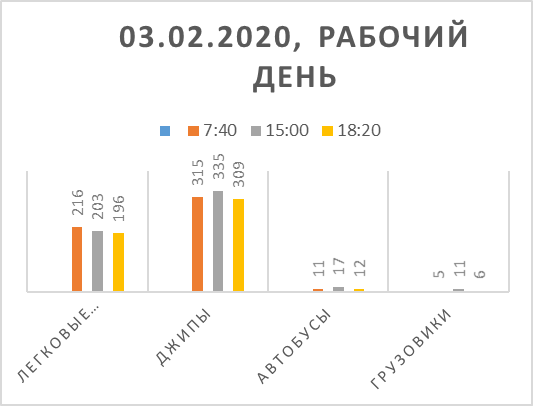 03.02.2020, РАБОЧИЙ
ДЕНЬ
7:40 15:00 18:20
216 203 196 315 335 309 11 17 12 5 11 6
ЛЕГКОВЫЕ...
ДЖИПЫ
АВТОБУСЫ
ГРУЗОВИКИ